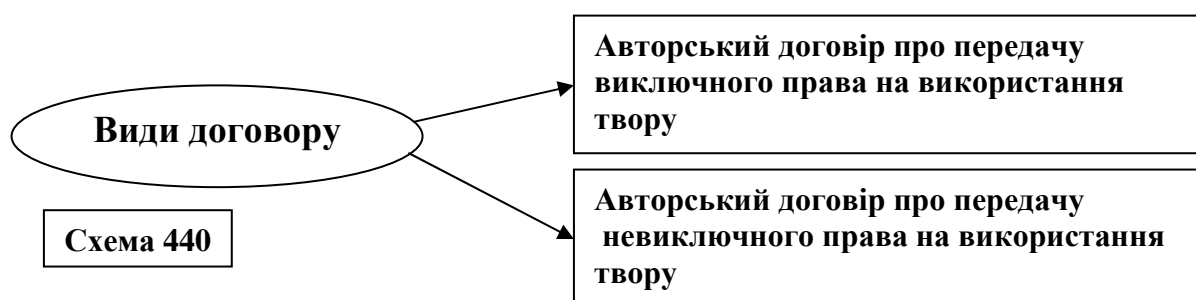 Авторський договір про передачу
виключного права на використання
твору
Види договору
Авторський договір про передачу
невиключного права на використання
твору
Схема 440